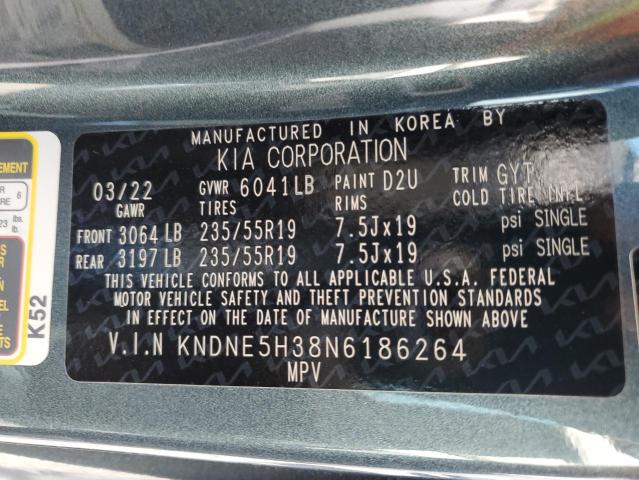 MANUFACTURED IN KOREA BY
KIA CORPORATION
03/22 GVWR 6041LB PAINT D2U TRIM GYT
GAWR TIRES RIMS COLD TIRE INFL
FRONT 3064 LB 235/55R19 7.5Jx19 psi SINGLE
REAR 3197 LB 235/55R19 7.5Jx19 psi SINGLE
THIS VEHICLE CONFORMS TO ALL APPLICABLE U.S.A. FEDERAL
MOTOR VEHICLE SAFETY AND THEFT PREVENTION STANDARDS
IN EFFECT ON THE DATE OF MANUFACTURE SHOWN ABOVE
V.I.N KNDNE5H38N6186264
MPV
K52
6
lbs.
lb.